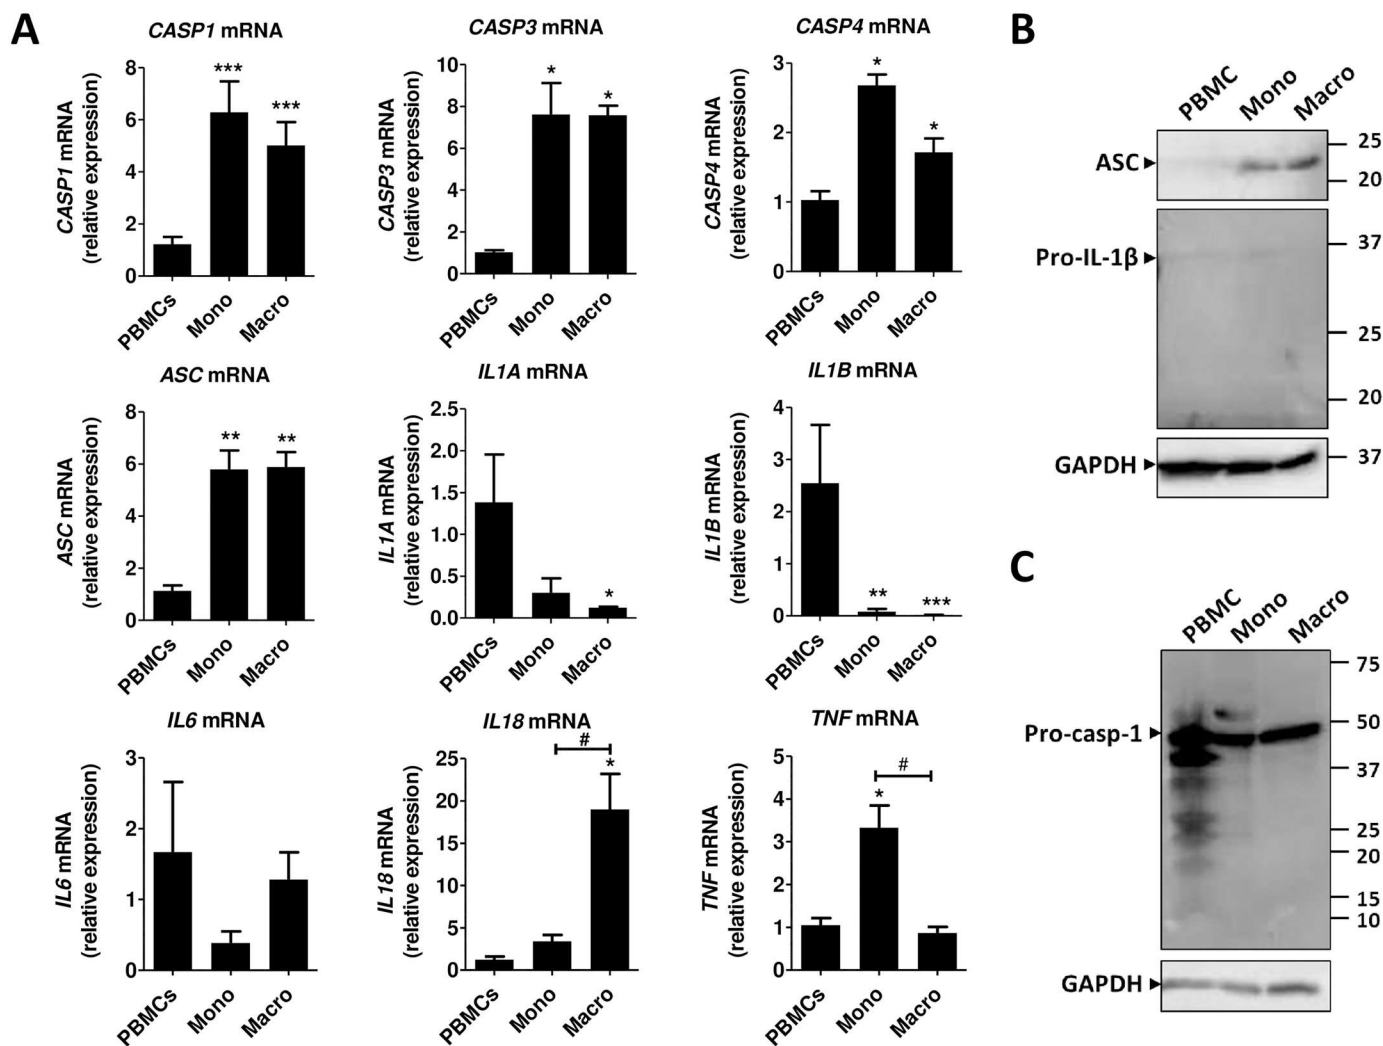 A
CASP1 mRNA
CASP1 mRNA
(relative expression)
8
6
4
2
0
***
***
PBMCs
Mono
Macro
CASP3 mRNA
CASP3 mRNA
(relative expression)
10
8
6
4
2
0
*
*
PBMCs
Mono
Macro
CASP4 mRNA
CASP4 mRNA
(relative expression)
3
2
1
0
*
*
PBMCs
Mono
Macro
ASC mRNA
ASC mRNA
(relative expression)
8
6
4
2
0
**
**
PBMCs
Mono
Macro
IL1A mRNA
IL1A mRNA
(relative expression)
2.5
2.0
1.5
1.0
0.5
0.0
*
PBMCs
Mono
Macro
IL1B mRNA
IL1B mRNA
(relative expression)
4
3
2
1
0
**
***
PBMCs
Mono
Macro
IL6 mRNA
IL6 mRNA
(relative expression)
3
2
1
0
PBMCs
Mono
Macro
IL18 mRNA
IL18 mRNA
(relative expression)
25
20
15
10
5
0
#
*
PBMCs
Mono
Macro
TNF mRNA
TNF mRNA
(relative expression)
5
4
3
2
1
0
#
*
PBMCs
Mono
Macro
B
PBMC
Mono
Macro
ASC
25
20
Pro-IL-1β
37
25
20
GAPDH
37
C
PBMC
Mono
Macro
Pro-casp-1
75
50
37
25
20
15
10
GAPDH